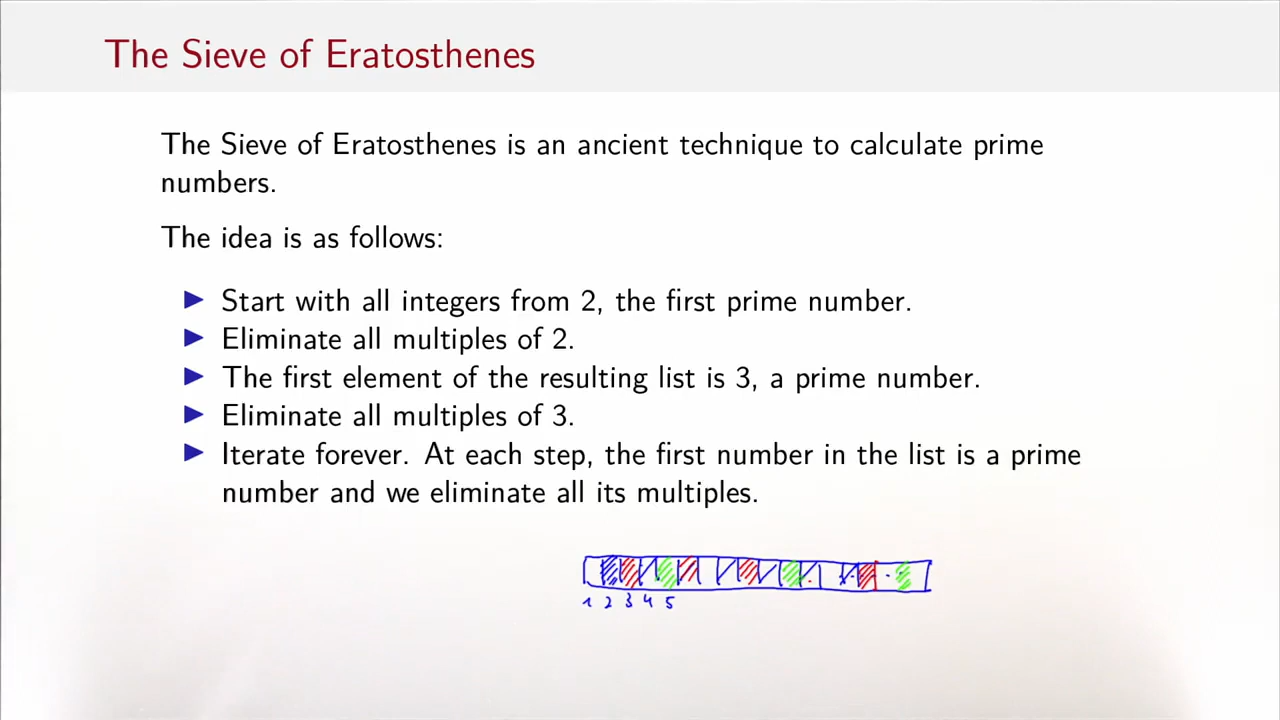 The Sieve of Eratosthenes
The Sieve of Eratosthenes is an ancient technique to calculate prime
numbers.
The idea is as follows:
Start with all integers from 2, the first prime number.
Eliminate all multiples of 2.
The first element of the resulting list is 3, a prime number.
Eliminate all multiples of 3.
Iterate forever. At each step, the first number in the list is a prime
number and we eliminate all its multiples.
1 2 3 4 5